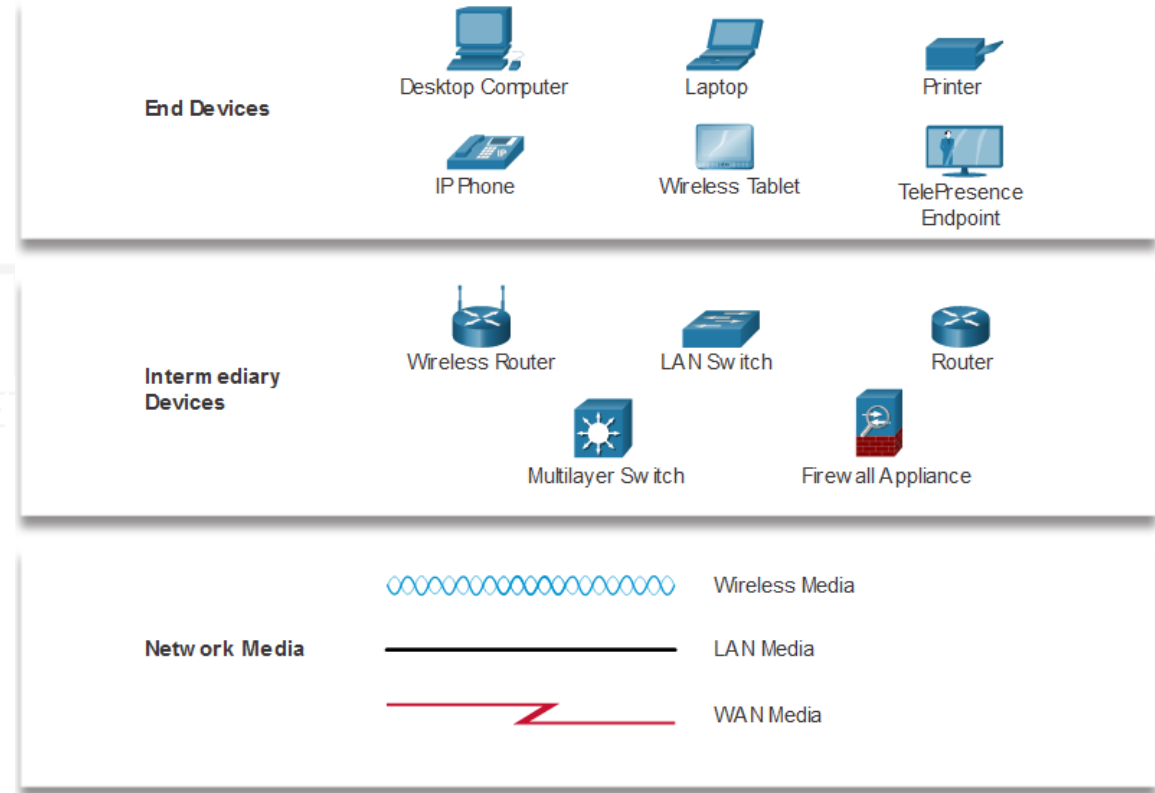 End Devices
Desktop Computer
Laptop
Printer
IP Phone
Wireless Tablet
TelePresence
Endpoint
Intermediary
Devices
Wireless Router
LAN Switch
Router
Multilayer Switch
Firewall Appliance
Network Media
Wireless Media
LAN Media
WAN Media